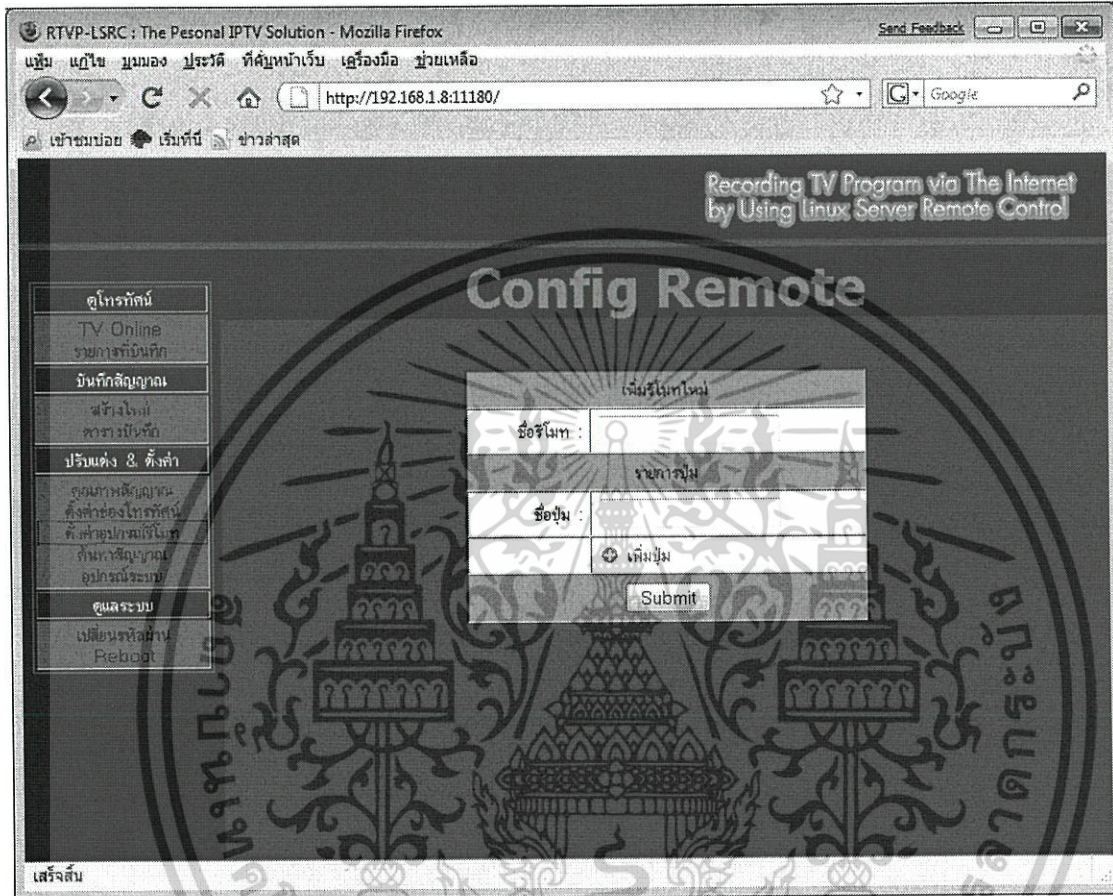 RTVP-LSRC : The Pesonal IPTV Solution - Mozilla Firefox
Send Feedback
แฟ้ม แก้ไข มุมมอง ประวัติ ที่คั่นหน้าเว็บ เครื่องมือ ช่วยเหลือ
http://192.168.1.8:11180/
Google
เข้าชมบ่อย เริ่มที่นี่ ข่าวล่าสุด
Recording TV Program via The Internet
by Using Linux Server Remote Control
Config Remote
ดูโทรทัศน์
TV Online
รายการที่บันทึก
บันทึกสัญญาณ
สร้างใหม่
ตารางบันทึก
ปรับแต่ง & ตั้งค่า
คุณภาพสัญญาณ
ตั้งค่าช่องโทรทัศน์
ตั้งค่าอุปกรณ์รีโมท
ค้นหาสัญญาณ
อุปกรณ์ระบบ
ดูแลระบบ
เปลี่ยนรหัสผ่าน
Reboot
เพิ่มรีโมทใหม่
ชื่อรีโมท :
รายการปุ่ม
ชื่อปุ่ม :
เพิ่มปุ่ม
Submit
เสร็จสิ้น